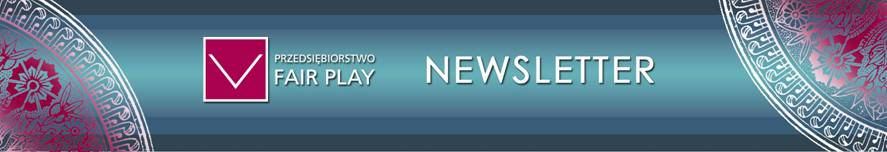 PRZEDSIĘBIORSTWO
FAIR PLAY
NEWSLETTER